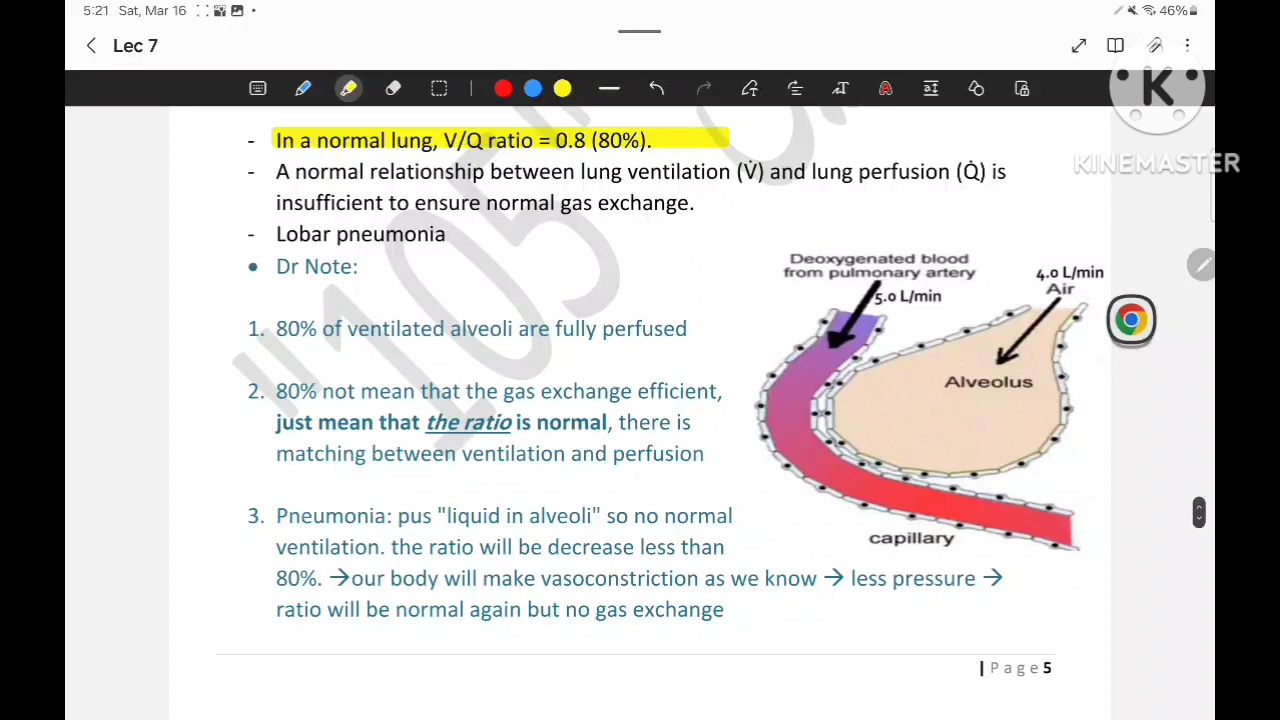 5:21 Sat, Mar 16
46%
Lec 7
K
KINEMASTER
- In a normal lung, V/Q ratio = 0.8 (80%).
- A normal relationship between lung ventilation (V̇) and lung perfusion (Q̇) is
insufficient to ensure normal gas exchange.
- Lobar pneumonia
• Dr Note:
1. 80% of ventilated alveoli are fully perfused
2. 80% not mean that the gas exchange efficient,
just mean that the ratio is normal, there is
matching between ventilation and perfusion
3. Pneumonia: pus "liquid in alveoli" so no normal
ventilation. the ratio will be decrease less than
80%. →our body will make vasoconstriction as we know → less pressure →
ratio will be normal again but no gas exchange
Deoxygenated blood
from pulmonary artery
5.0 L/min
4.0 L/min
Air
Alveolus
capillary
"105"
| Page 5